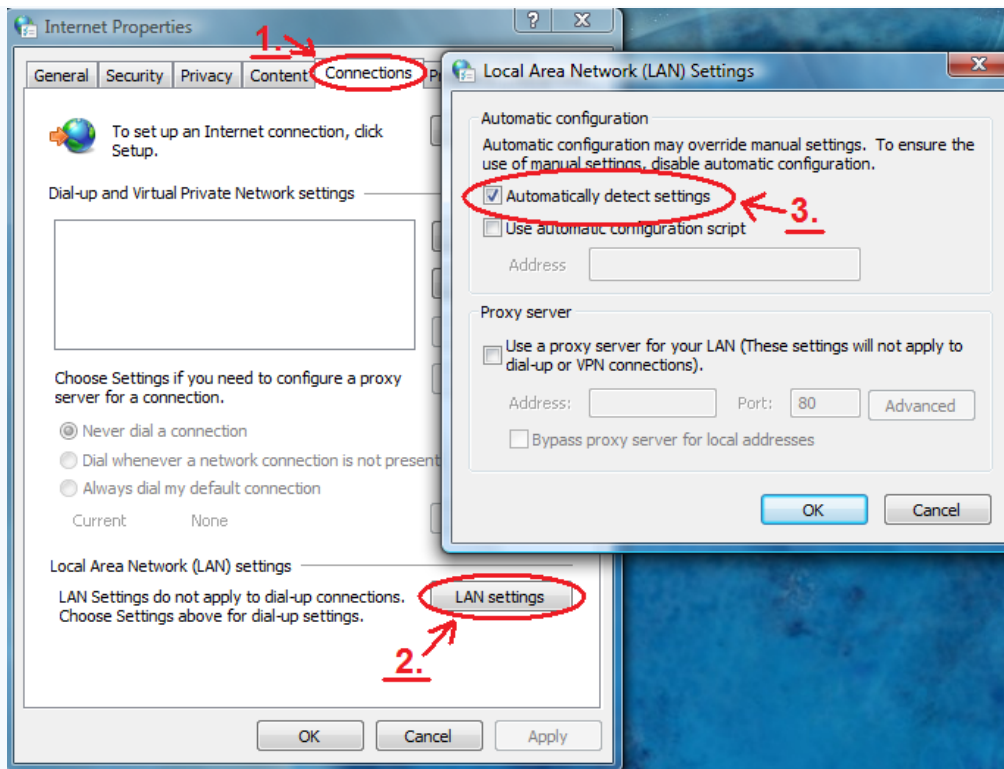 Internet Properties
1.
General Security Privacy Content Connections
To set up an Internet connection, click
Setup.
Dial-up and Virtual Private Network settings
Choose Settings if you need to configure a proxy
server for a connection.
Never dial a connection
Dial whenever a network connection is not present
Always dial my default connection
Current None
Local Area Network (LAN) settings
LAN Settings do not apply to dial-up connections.
Choose Settings above for dial-up settings.
LAN settings
2.
OK Cancel Apply
Local Area Network (LAN) Settings
Automatic configuration
Automatic configuration may override manual settings. To ensure the
use of manual settings, disable automatic configuration.
Automatically detect settings
3.
Use automatic configuration script
Address
Proxy server
Use a proxy server for your LAN (These settings will not apply to
dial-up or VPN connections).
Address: Port: 80 Advanced
Bypass proxy server for local addresses
OK Cancel